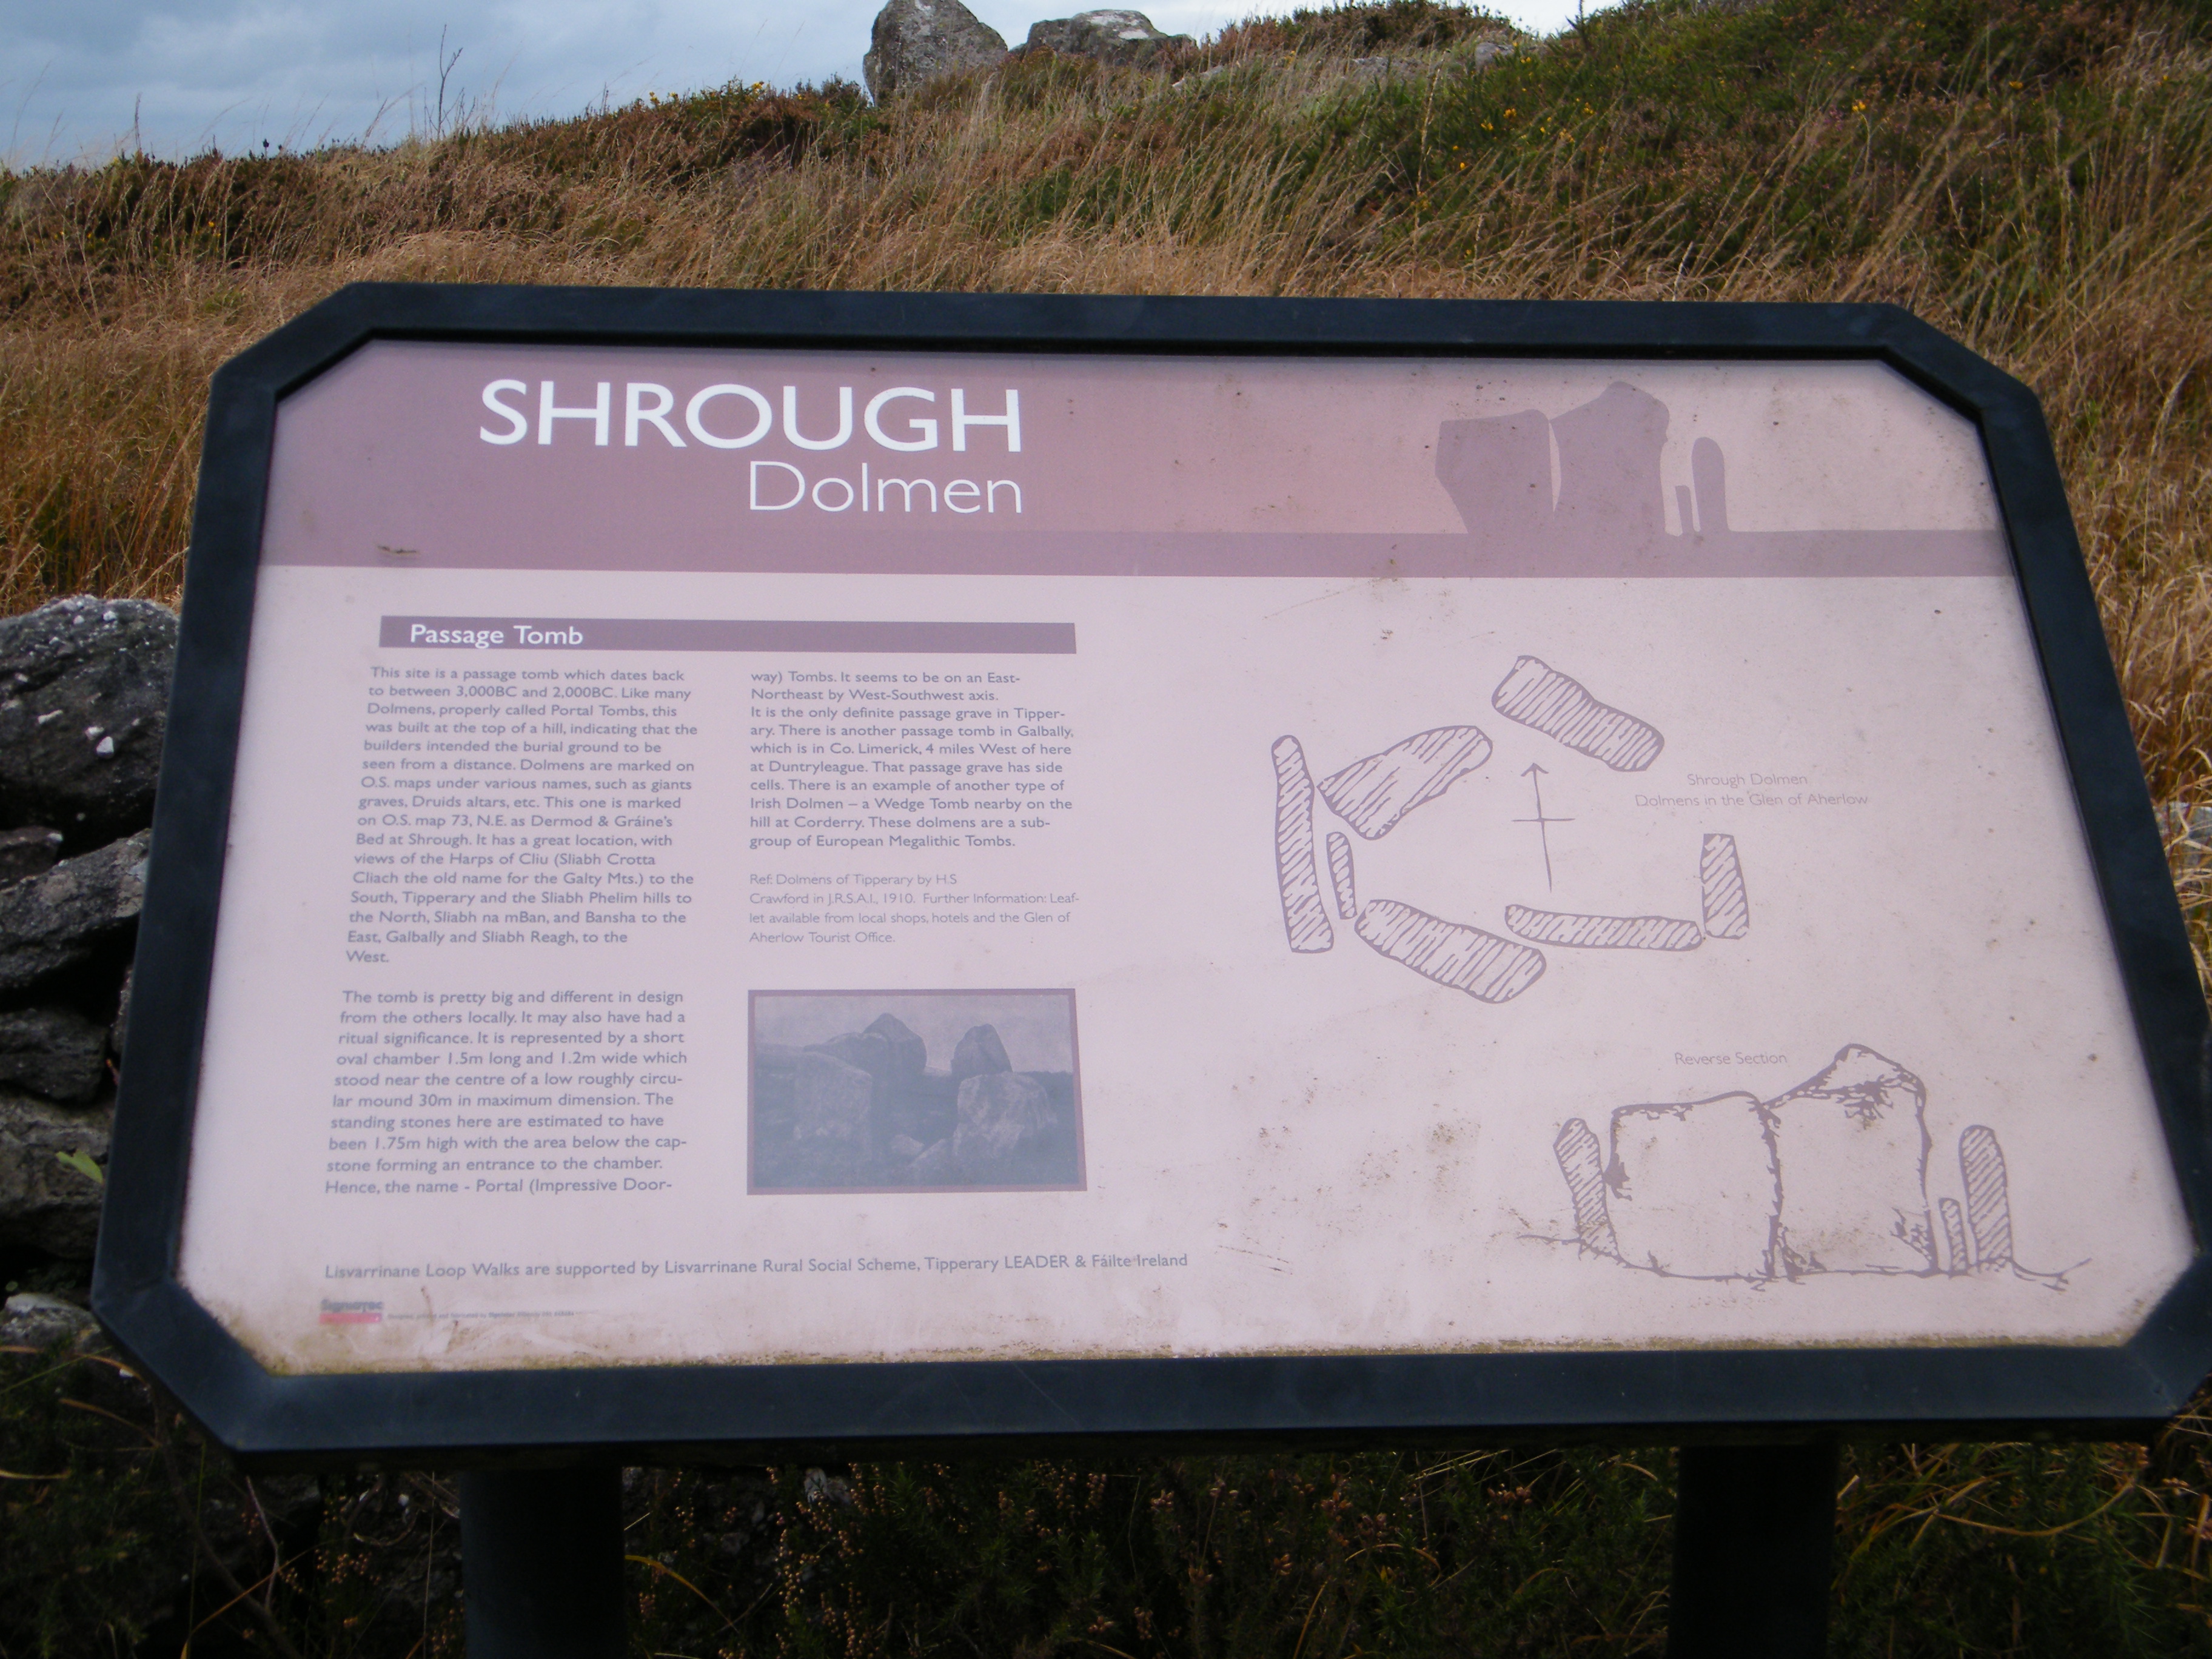 SHROUGH
Dolmen
Passage Tomb
This site is a passage tomb which dates back
to between 3,000BC and 2,000BC. Like many
Dolmens, properly called Portal Tombs, this
was built at the top of a hill, indicating that the
builders intended the burial ground to be
seen from a distance. Dolmens are marked on
O.S. maps under various names, such as giants
graves, Druids altars, etc. This one is marked
on O.S. map 73, N.E. as Dermod & Gráine's
Bed at Shrough. It has a great location, with
views of the Harps of Cliu (Sliabh Crotta
Cliach the old name for the Galty Mts.) to the
South, Tipperary and the Sliabh Phelim hills to
the North, Sliabh na mBan, and Bansha to the
East, Galbally and Sliabh Reagh, to the
West.
The tomb is pretty big and different in design
from the others locally. It may also have had a
ritual significance. It is represented by a short
oval chamber 1.5m long and 1.2m wide which
stood near the centre of a low roughly circu-
lar mound 30m in maximum dimension. The
standing stones here are estimated to have
been 1.75m high with the area below the cap-
stone forming an entrance to the chamber.
Hence, the name - Portal (Impressive Door-
way) Tombs. It seems to be on an East-
Northeast by West-Southwest axis.
It is the only definite passage grave in Tipper-
ary. There is another passage tomb in Galbally,
which is in Co. Limerick, 4 miles West of here
at Duntryleague. That passage grave has side
cells. There is an example of another type of
Irish Dolmen – a Wedge Tomb nearby on the
hill at Corderry. These dolmens are a sub-
group of European Megalithic Tombs.
Ref: Dolmens of Tipperary by H.S
Crawford in J.R.S.A.I., 1910. Further Information: Leaf-
let available from local shops, hotels and the Glen of
Aherlow Tourist Office.
Shrough Dolmen
Dolmens in the Glen of Aherlow
Reverse Section
Lisvarrinane Loop Walks are supported by Lisvarrinane Rural Social Scheme, Tipperary LEADER & Fáilte Ireland
Signiatec